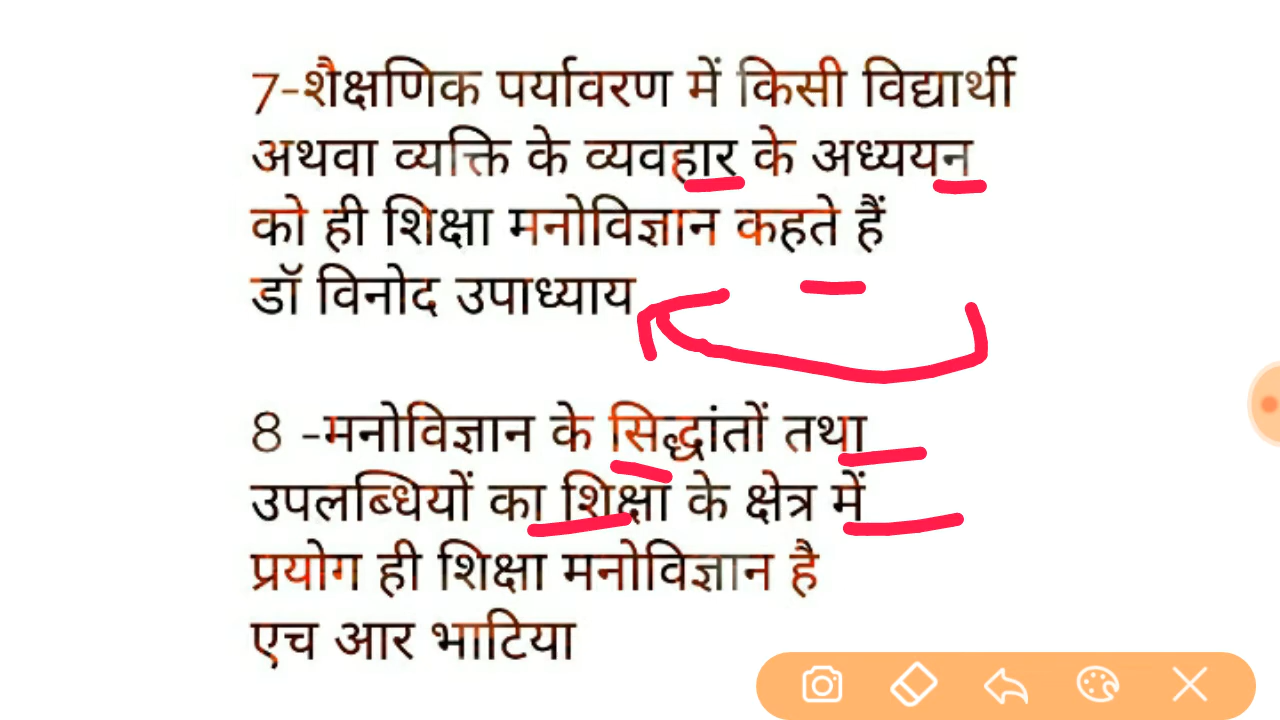 7-शैक्षणिक पर्यावरण में किसी विद्यार्थी
अथवा व्यक्ति के व्यवहार के अध्ययन
को ही शिक्षा मनोविज्ञान कहते हैं
डॉ विनोद उपाध्याय
8 -मनोविज्ञान के सिद्धांतों तथा
उपलब्धियों का शिक्षा के क्षेत्र में
प्रयोग ही शिक्षा मनोविज्ञान है
एच आर भाटिया